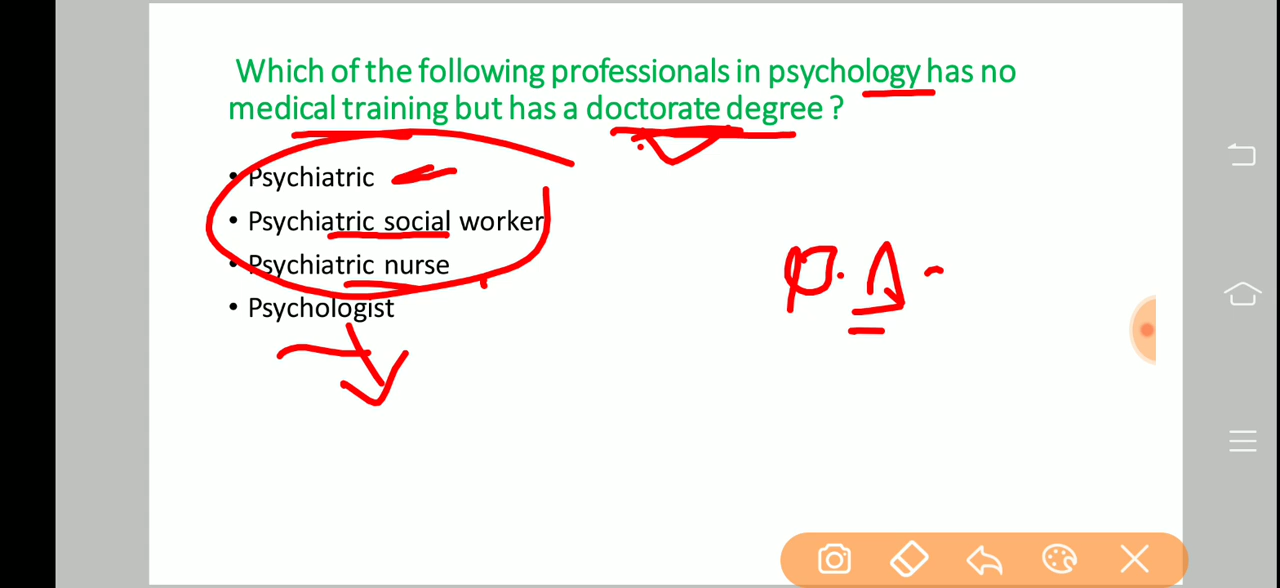 Which of the following professionals in psychology has no
medical training but has a doctorate degree ?
• Psychiatric
• Psychiatric social worker
• Psychiatric nurse
• Psychologist